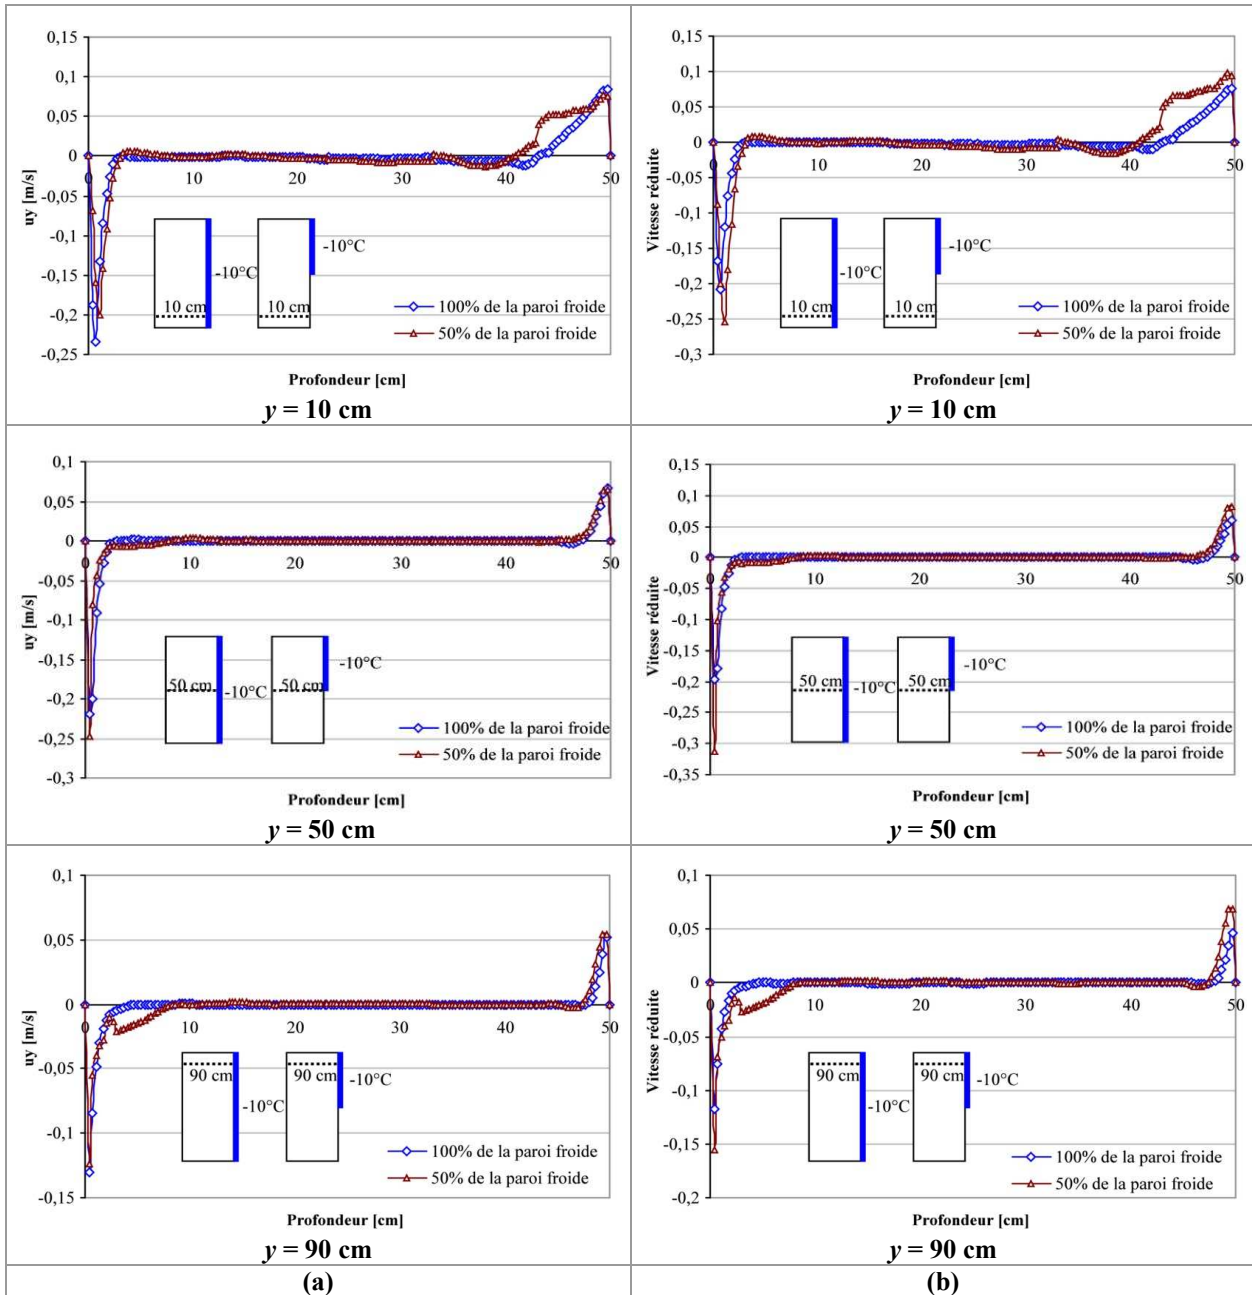 0,15
0,1
0,05
0
-0,05
-0,1
-0,15
-0,2
-0,25
uy [m/s]
0
10
20
30
40
50
-10°C
-10°C
10 cm
10 cm
100% de la paroi froide
50% de la paroi froide
Profondeur [cm]
y = 10 cm
0,15
0,1
0,05
0
-0,05
-0,1
-0,15
-0,2
-0,25
-0,3
Vitesse réduite
0
10
20
30
40
50
-10°C
-10°C
10 cm
10 cm
100% de la paroi froide
50% de la paroi froide
Profondeur [cm]
y = 10 cm
0,1
0,05
0
-0,05
-0,1
-0,15
-0,2
-0,25
-0,3
uy [m/s]
0
10
20
30
40
50
-10°C
50 cm
-10°C
50 cm
100% de la paroi froide
50% de la paroi froide
Profondeur [cm]
y = 50 cm
0,15
0,1
0,05
0
-0,05
-0,1
-0,15
-0,2
-0,25
-0,3
-0,35
Vitesse réduite
0
10
20
30
40
50
-10°C
50 cm
-10°C
50 cm
100% de la paroi froide
50% de la paroi froide
Profondeur [cm]
y = 50 cm
0,1
0,05
0
-0,05
-0,1
-0,15
uy [m/s]
0
10
20
30
40
50
90 cm
90 cm
-10°C
-10°C
100% de la paroi froide
50% de la paroi froide
Profondeur [cm]
y = 90 cm
0,1
0,05
0
-0,05
-0,1
-0,15
-0,2
Vitesse réduite
0
10
20
30
40
50
90 cm
90 cm
-10°C
-10°C
100% de la paroi froide
50% de la paroi froide
Profondeur [cm]
y = 90 cm
(a)
(b)